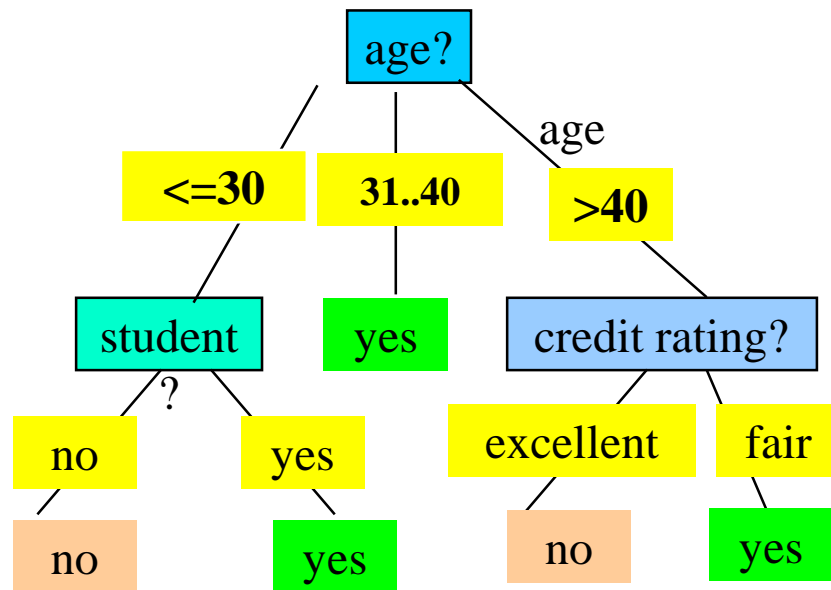 age?
age
<=30
31..40
>40
student
?
yes
credit rating?
no
yes
excellent
fair
no
yes
no
yes